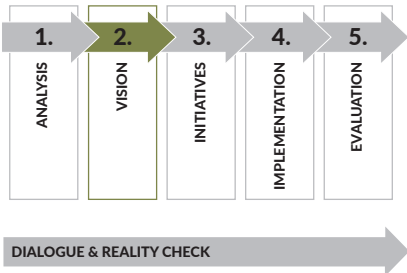 1.
2.
3.
4.
5.
ANALYSIS
VISION
INITIATIVES
IMPLEMENTATION
EVALUATION
DIALOGUE & REALITY CHECK